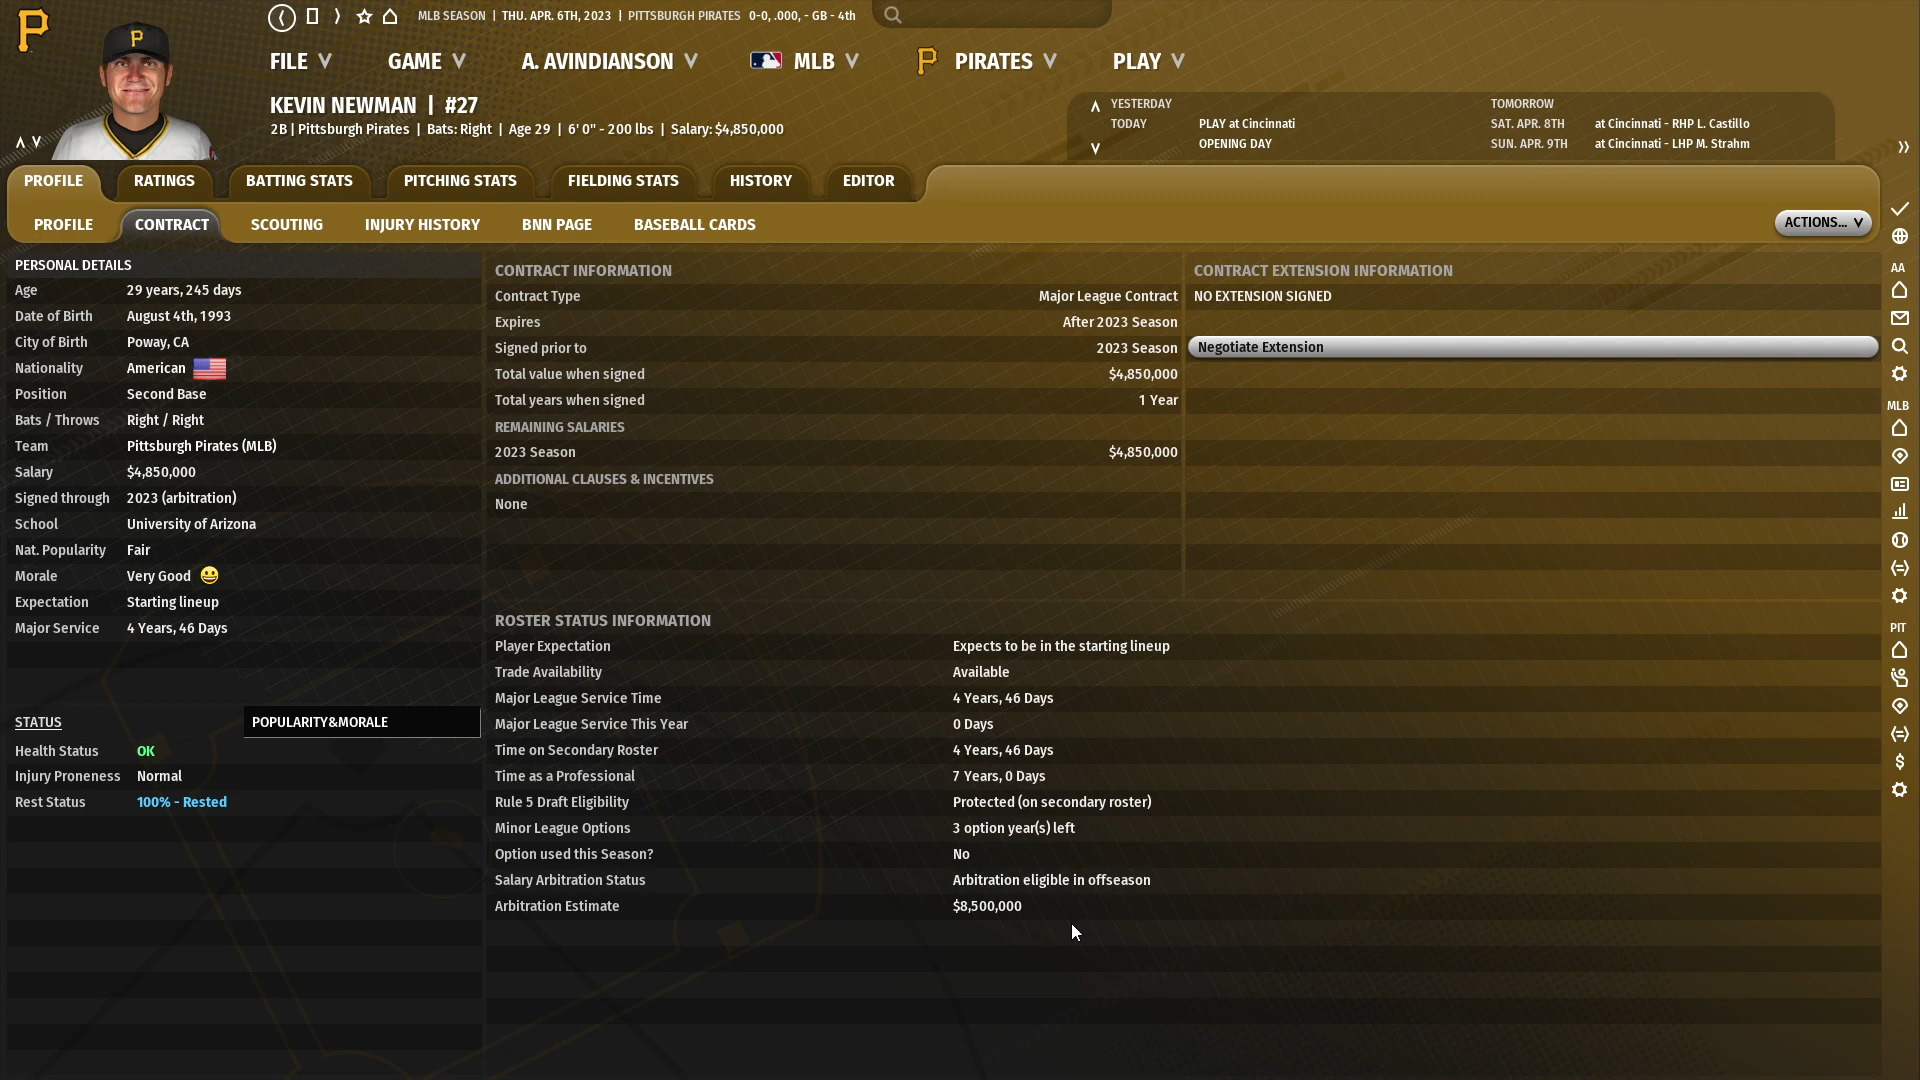 MLB SEASON | THU. APR. 6TH, 2023 | PITTSBURGH PIRATES 0-0, .000, - GB - 4th
FILE GAME A. AVINDIANSON MLB PIRATES PLAY
KEVIN NEWMAN | #27
2B | Pittsburgh Pirates | Bats: Right | Age 29 | 6' 0" - 200 lbs | Salary: $4,850,000
YESTERDAY
TODAY PLAY at Cincinnati
OPENING DAY
TOMORROW
SAT. APR. 8TH at Cincinnati - RHP L. Castillo
SUN. APR. 9TH at Cincinnati - LHP M. Strahm
PROFILE RATINGS BATTING STATS PITCHING STATS FIELDING STATS HISTORY EDITOR
PROFILE CONTRACT SCOUTING INJURY HISTORY BNN PAGE BASEBALL CARDS
ACTIONS...
PERSONAL DETAILS
Age 29 years, 245 days
Date of Birth August 4th, 1993
City of Birth Poway, CA
Nationality American
Position Second Base
Bats / Throws Right / Right
Team Pittsburgh Pirates (MLB)
Salary $4,850,000
Signed through 2023 (arbitration)
School University of Arizona
Nat. Popularity Fair
Morale Very Good
Expectation Starting lineup
Major Service 4 Years, 46 Days
STATUS POPULARITY&MORALE
Health Status OK
Injury Proneness Normal
Rest Status 100% - Rested
CONTRACT INFORMATION
Contract Type Major League Contract
Expires After 2023 Season
Signed prior to 2023 Season
Total value when signed $4,850,000
Total years when signed 1 Year
REMAINING SALARIES
2023 Season $4,850,000
ADDITIONAL CLAUSES & INCENTIVES
None
CONTRACT EXTENSION INFORMATION
NO EXTENSION SIGNED
Negotiate Extension
ROSTER STATUS INFORMATION
Player Expectation Expects to be in the starting lineup
Trade Availability Available
Major League Service Time 4 Years, 46 Days
Major League Service This Year 0 Days
Time on Secondary Roster 4 Years, 46 Days
Time as a Professional 7 Years, 0 Days
Rule 5 Draft Eligibility Protected (on secondary roster)
Minor League Options 3 option year(s) left
Option used this Season? No
Salary Arbitration Status Arbitration eligible in offseason
Arbitration Estimate $8,500,000
AA
MLB
PIT